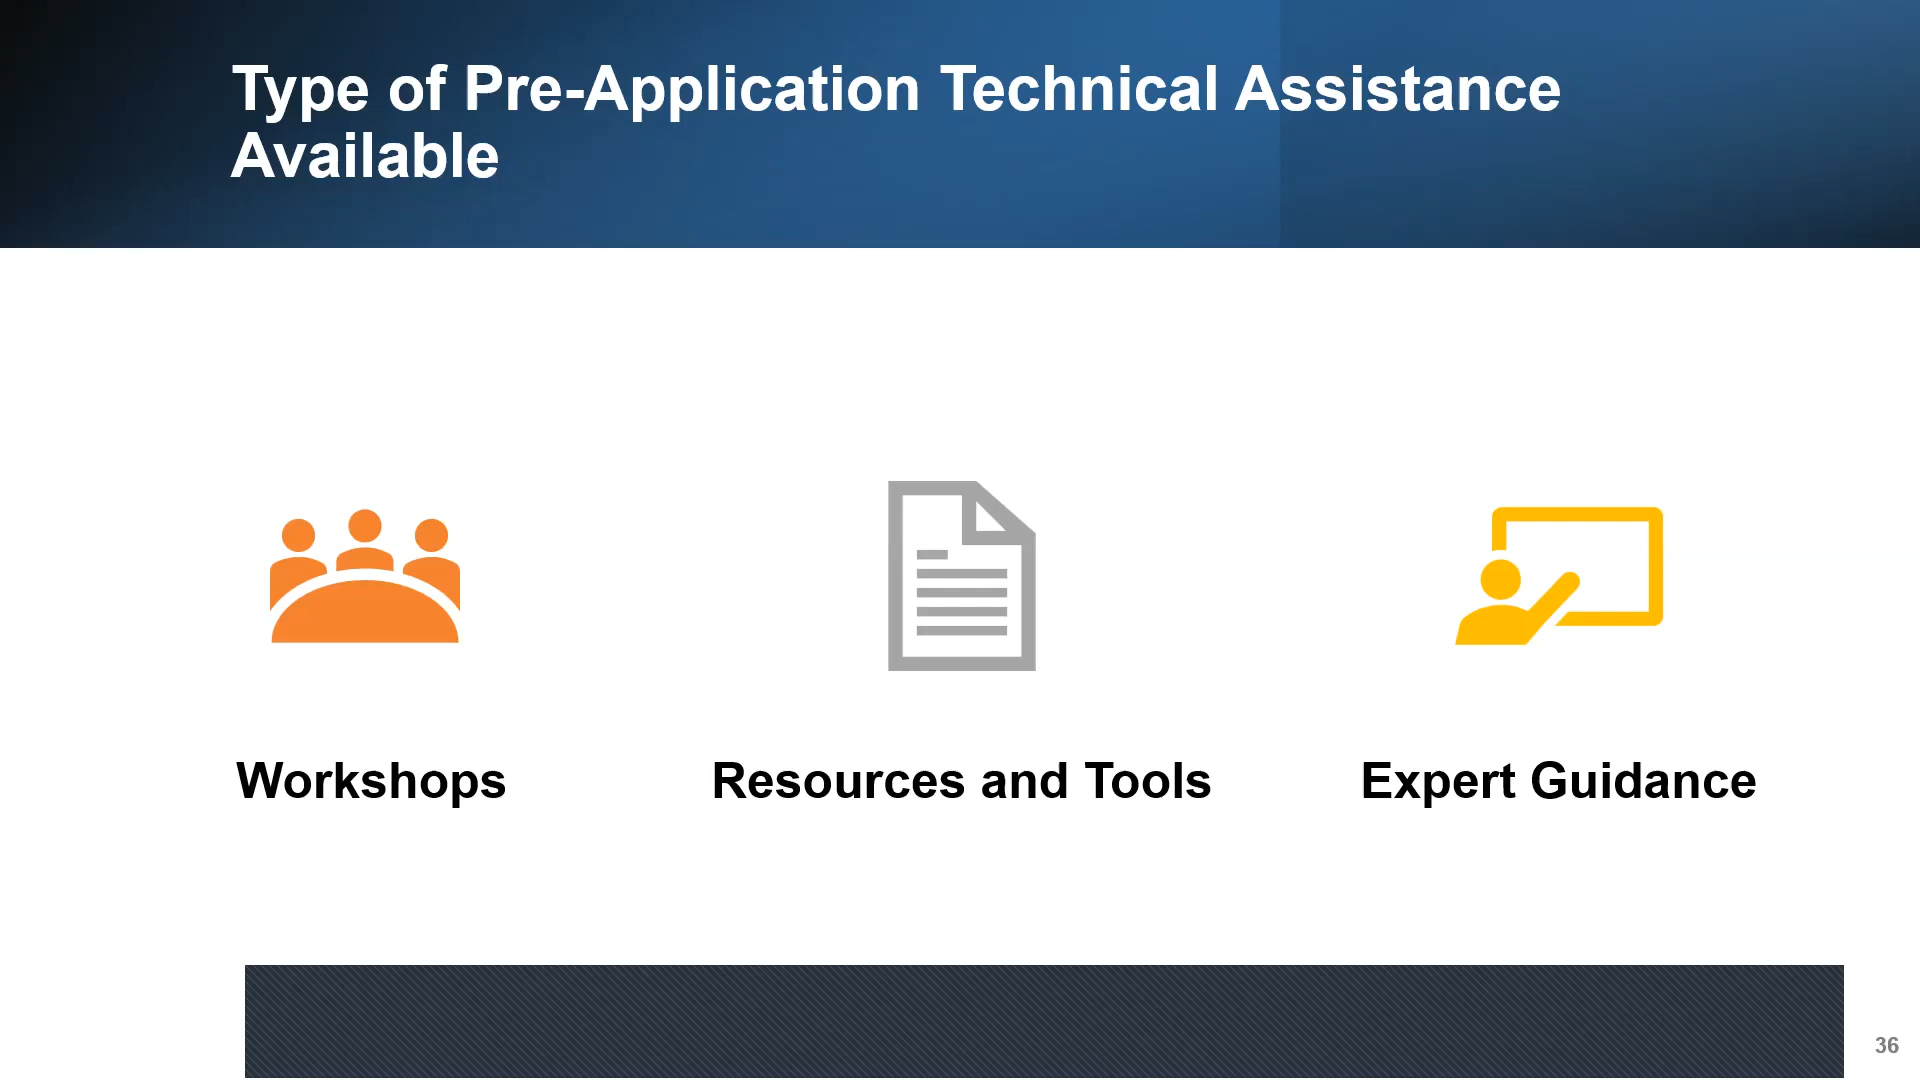 Type of Pre-Application Technical Assistance
Available
Workshops
Resources and Tools
Expert Guidance
36